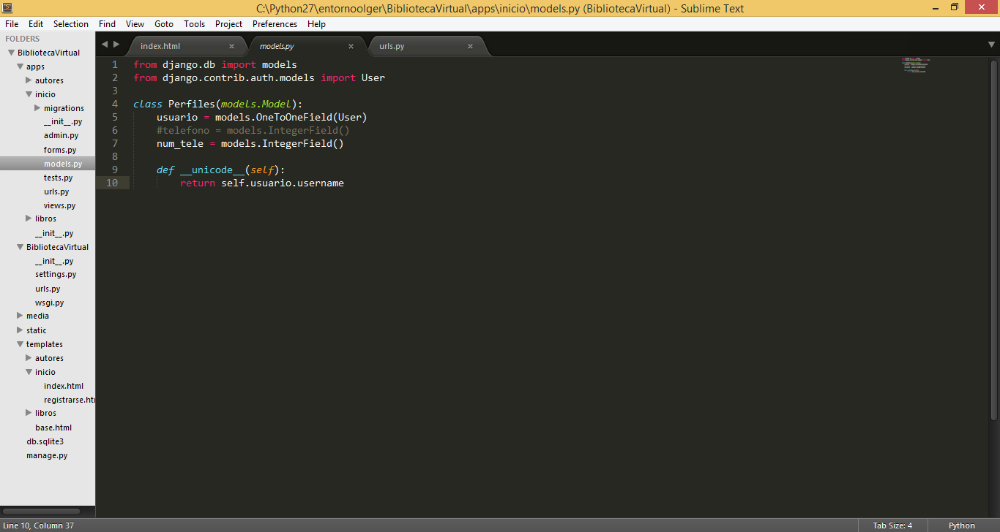 C:\Python27\entornoolger\BibliotecaVirtual\apps\inicio\models.py (BibliotecaVirtual) - Sublime Text
File Edit Selection Find View Goto Tools Project Preferences Help
FOLDERS
BibliotecaVirtual
apps
autores
inicio
migrations
__init__.py
admin.py
forms.py
models.py
tests.py
urls.py
views.py
libros
__init__.py
BibliotecaVirtual
__init__.py
settings.py
urls.py
wsgi.py
media
static
templates
autores
inicio
index.html
registrarse.htm
libros
base.html
db.sqlite3
manage.py
index.html models.py urls.py
1 from django.db import models
2 from django.contrib.auth.models import User
3
4 class Perfiles(models.Model):
5     usuario = models.OneToOneField(User)
6     #telefono = models.IntegerField()
7     num_tele = models.IntegerField()
8
9     def __unicode__(self):
10         return self.usuario.username
Line 10, Column 37 Tab Size: 4 Python